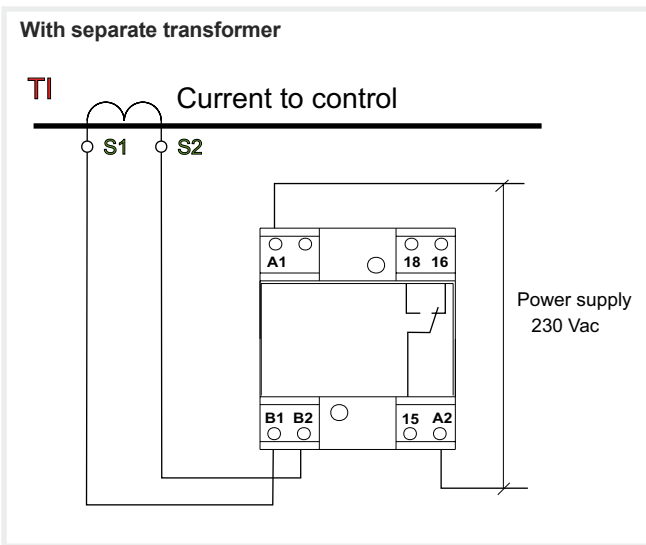 With separate transformer
TI
Current to control
S1 S2
A1 18 16
Power supply
230 Vac
B1 B2 15 A2